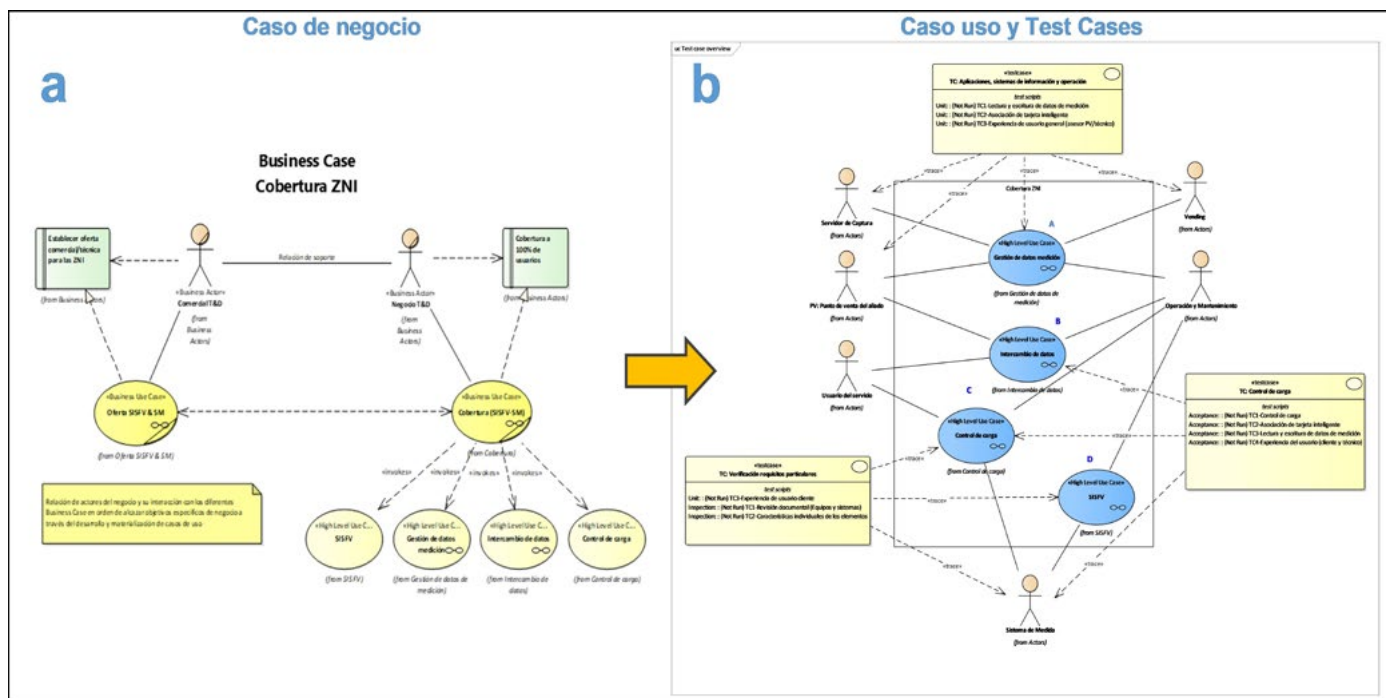 Caso de negocio
a
Business Case
Cobertura ZNI
Establecer oferta
comercial/técnica
para las ZNI
(from Business Actors)
«Business Actor»
Comercial T&D
(from
Business
Actors)
Relación de soporte
«Business Actor»
Negocio T&D
(from
Business
Actors)
Cobertura a
100% de
usuarios
(from Business Actors)
«Business Use Case»
Oferta SISFV & SM
(from Oferta SISFV & SM)
«Business Use Case»
Cobertura (SISFV-SM)
(from Cobertura)
«invokes»
«invokes»
«invokes»
«invokes»
Relación de actores del negocio y su interacción con los diferentes
Business Case en orden de alcanzar objetivos específicos de negocio a
través del desarrollo y materialización de casos de uso
«High Level Use C...
SISFV
(from SISFV)
«High Level Use C...
Gestión de datos
medición
(from Gestión de datos de
medición)
«High Level Use C...
Intercambio de datos
(from Intercambio de
datos)
«High Level Use C...
Control de carga
(from Control de carga)
Caso uso y Test Cases
b
uc Test case overview
«testcase»
TC: Aplicaciones, sistemas de información y operación
test scripts
Unit: : (Not Run) TC1-Lectura y escritura de datos de medición
Unit: : (Not Run) TC2-Asociación de tarjeta inteligente
Unit: : (Not Run) TC3-Experiencia de usuario general (asesor PV/técnico)
«trace»
«trace»
«trace»
«trace»
«trace»
Cobertura ZNI
Servidor de Captura
(from Actors)
Vending
(from Actors)
A
«High Level Use Case»
Gestión de datos medición
(from Gestión de datos de
medición)
PV: Punto de venta del aliado
(from Actors)
Operación y Mantenimiento
(from Actors)
B
«High Level Use Case»
Intercambio de datos
(from Intercambio de datos)
Usuario del servicio
(from Actors)
C
«High Level Use Case»
Control de carga
(from Control de carga)
«trace»
«testcase»
TC: Control de carga
test scripts
Acceptance: : (Not Run) TC1-Control de carga
Acceptance: : (Not Run) TC2-Asociación de tarjeta inteligente
Acceptance: : (Not Run) TC3-Lectura y escritura de datos de medición
Acceptance: : (Not Run) TC4-Experiencia del usuario (cliente y técnico)
«trace»
«testcase»
TC: Verificación requisitos particulares
test scripts
Unit: : (Not Run) TC3-Experiencia de usuario cliente
Inspection: : (Not Run) TC1-Revisión documental (Equipos y sistemas)
Inspection: : (Not Run) TC2-Características individuales de los elementos
«trace»
«trace»
«trace»
D
«High Level Use Case»
SISFV
(from SISFV)
«trace»
Sistema de Medida
(from Actors)